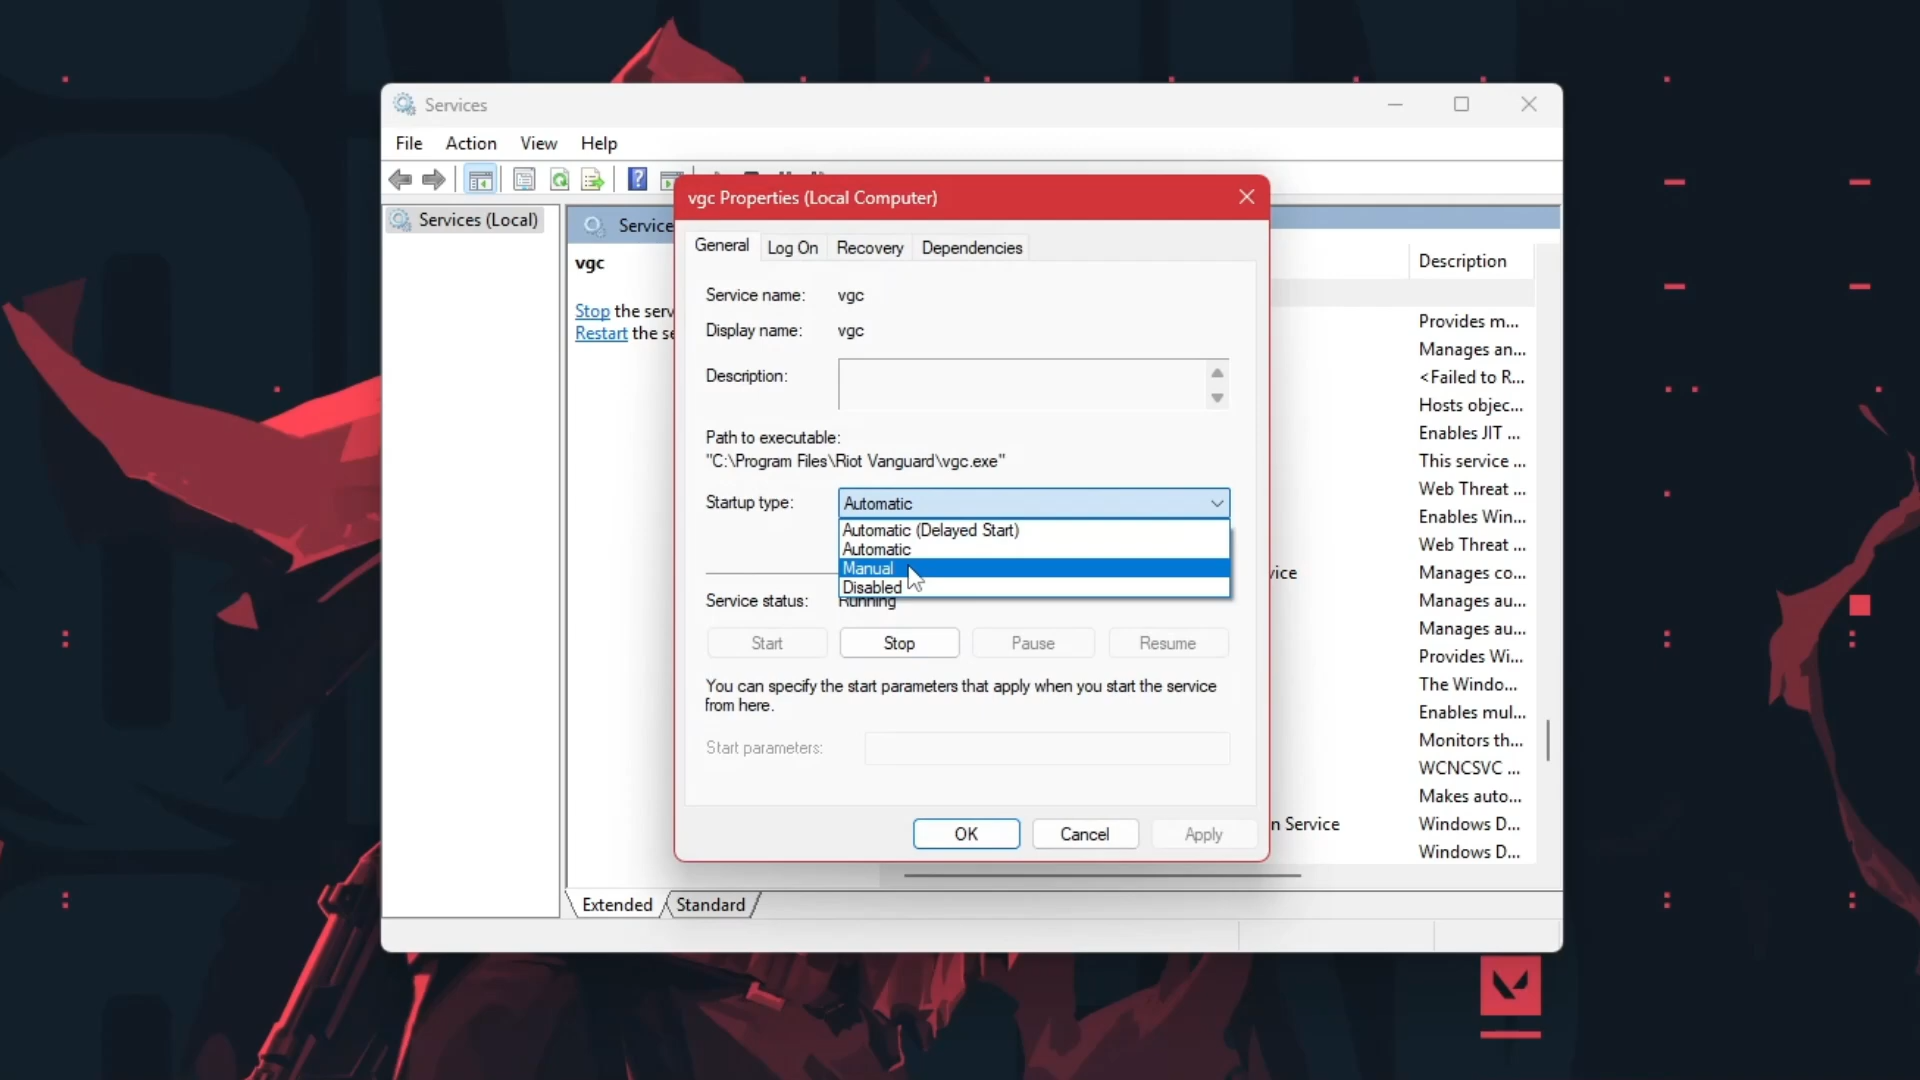 Services
File Action View Help
Services (Local)
Service
vgc
Stop the serv
Restart the se
Description
Provides m...
Manages an...
<Failed to R...
Hosts objec...
Enables JIT ...
This service ...
Web Threat ...
Enables Win...
Web Threat ...
vice Manages co...
Manages au...
Manages au...
Provides Wi...
The Windo...
Enables mul...
Monitors th...
WCNCSVC ...
Makes auto...
n Service Windows D...
Windows D...
Extended Standard
vgc Properties (Local Computer)
General Log On Recovery Dependencies
Service name: vgc
Display name: vgc
Description:
Path to executable:
"C:\Program Files\Riot Vanguard\vgc.exe"
Startup type: Automatic
Automatic (Delayed Start)
Automatic
Manual
Disabled
Service status: Running
Start Stop Pause Resume
You can specify the start parameters that apply when you start the service
from here.
Start parameters:
OK Cancel Apply